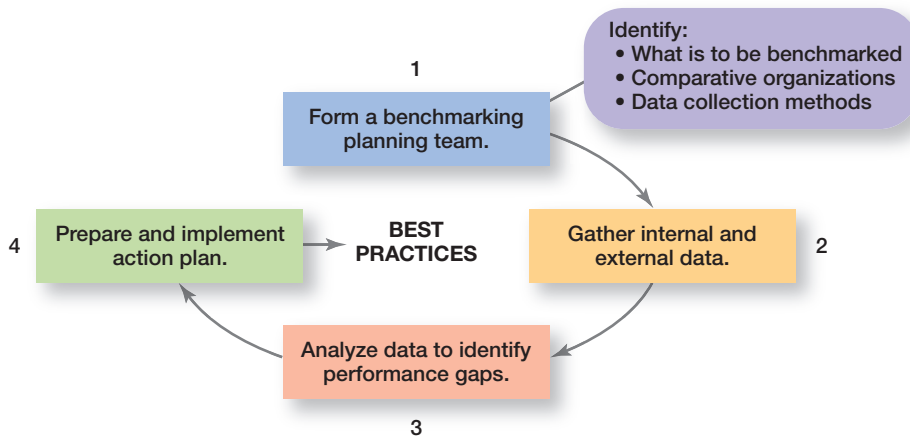 Identify:
• What is to be benchmarked
• Comparative organizations
• Data collection methods
1
Form a benchmarking
planning team.
4
Prepare and implement
action plan.
BEST
PRACTICES
Gather internal and
external data.
2
Analyze data to identify
performance gaps.
3